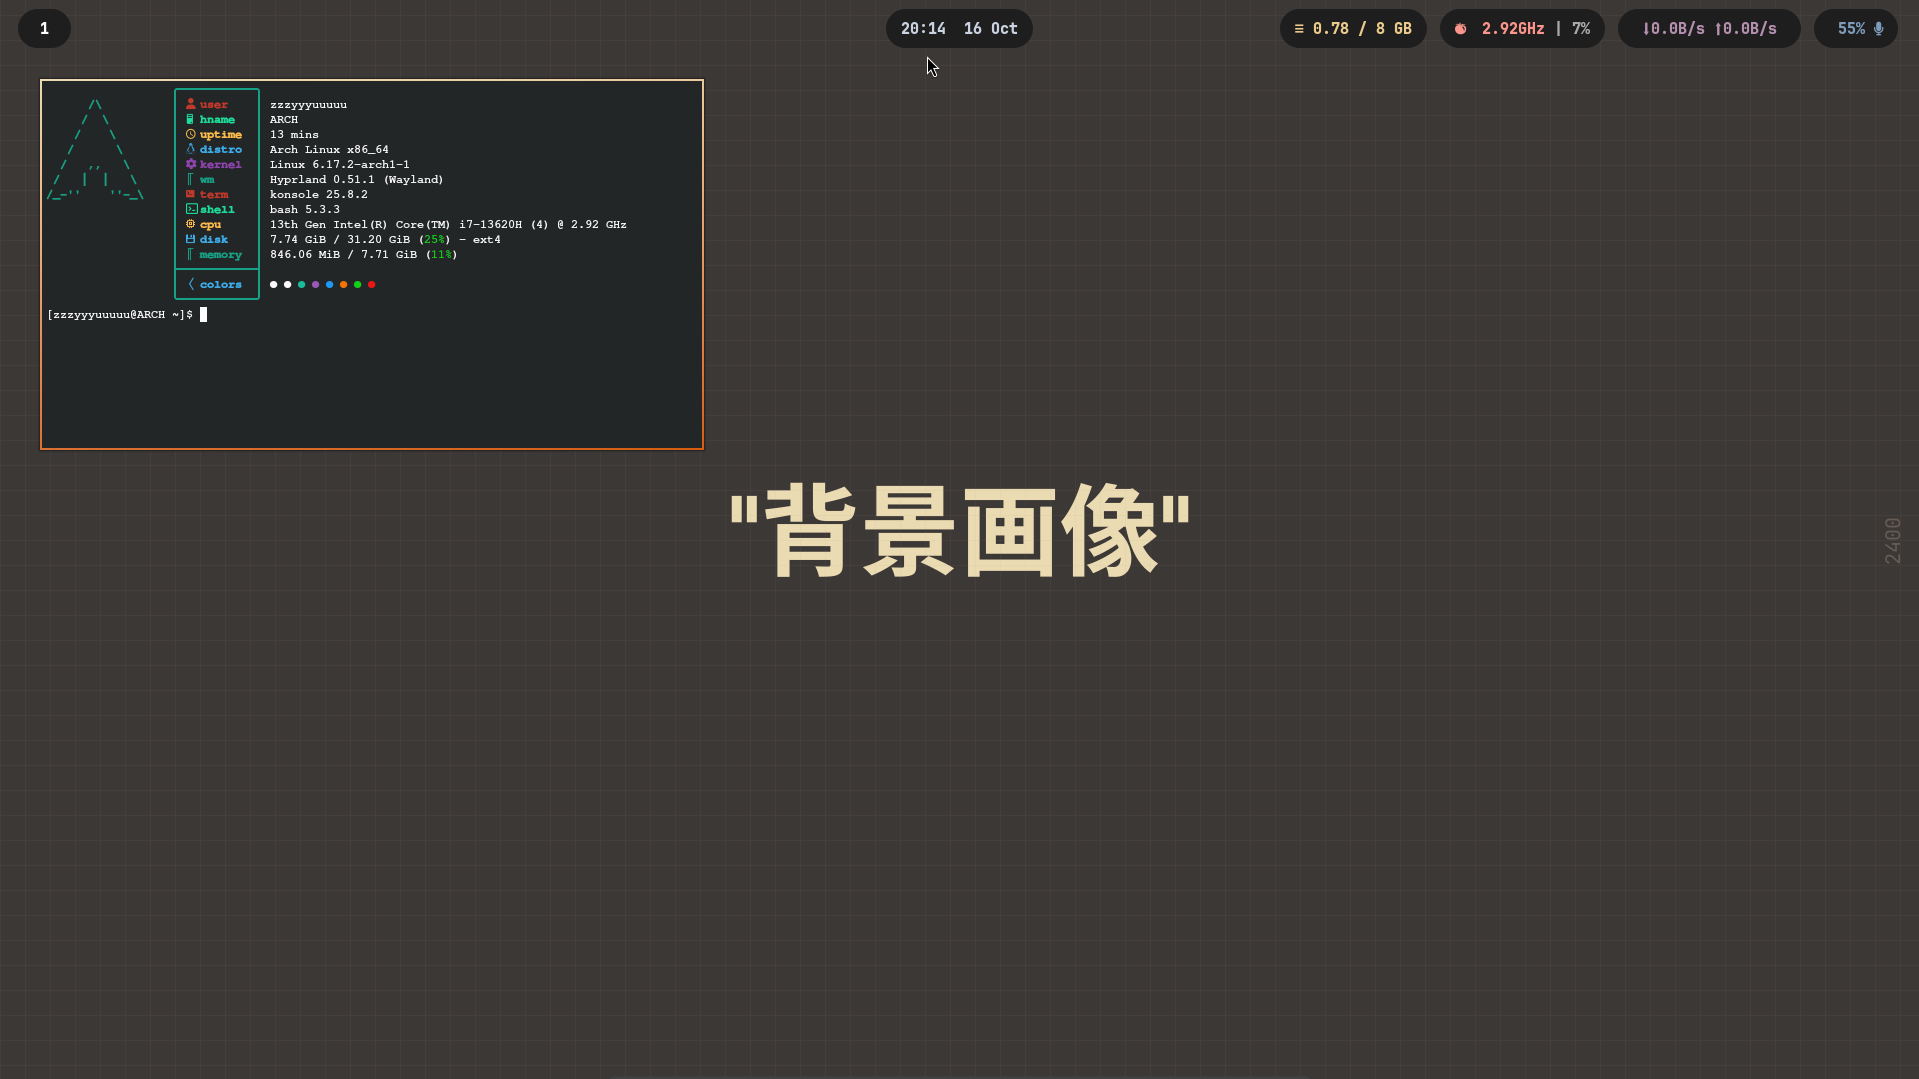 1
20:14 16 Oct
≡ 0.78 / 8 GB
2.92GHz | 7%
↓0.0B/s ↑0.0B/s
55%
user zzzyyyuuuuu
hname ARCH
uptime 13 mins
distro Arch Linux x86_64
kernel Linux 6.17.2-arch1-1
wm Hyprland 0.51.1 (Wayland)
term konsole 25.8.2
shell bash 5.3.3
cpu 13th Gen Intel(R) Core(TM) i7-13620H (4) @ 2.92 GHz
disk 7.74 GiB / 31.20 GiB (25%) - ext4
memory 846.06 MiB / 7.71 GiB (11%)
colors
[zzzyyyuuuuu@ARCH ~]$
"背景画像"
2400